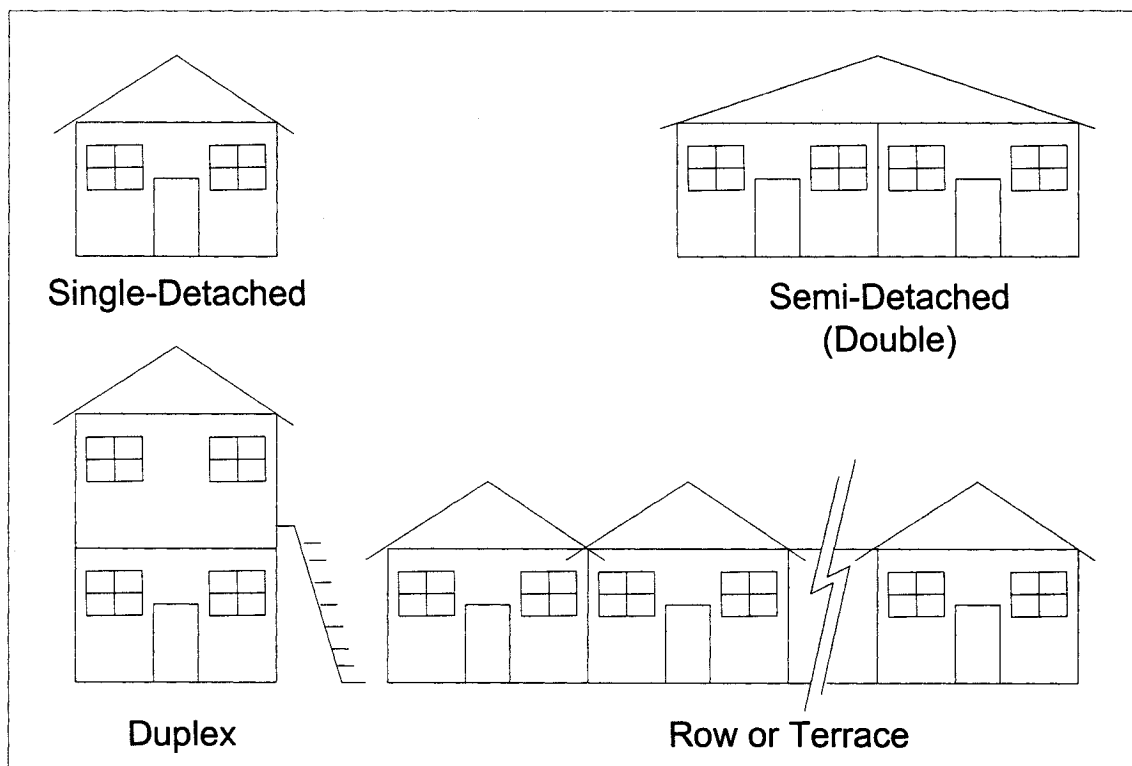 Single-Detached
Semi-Detached
(Double)
Duplex
Row or Terrace